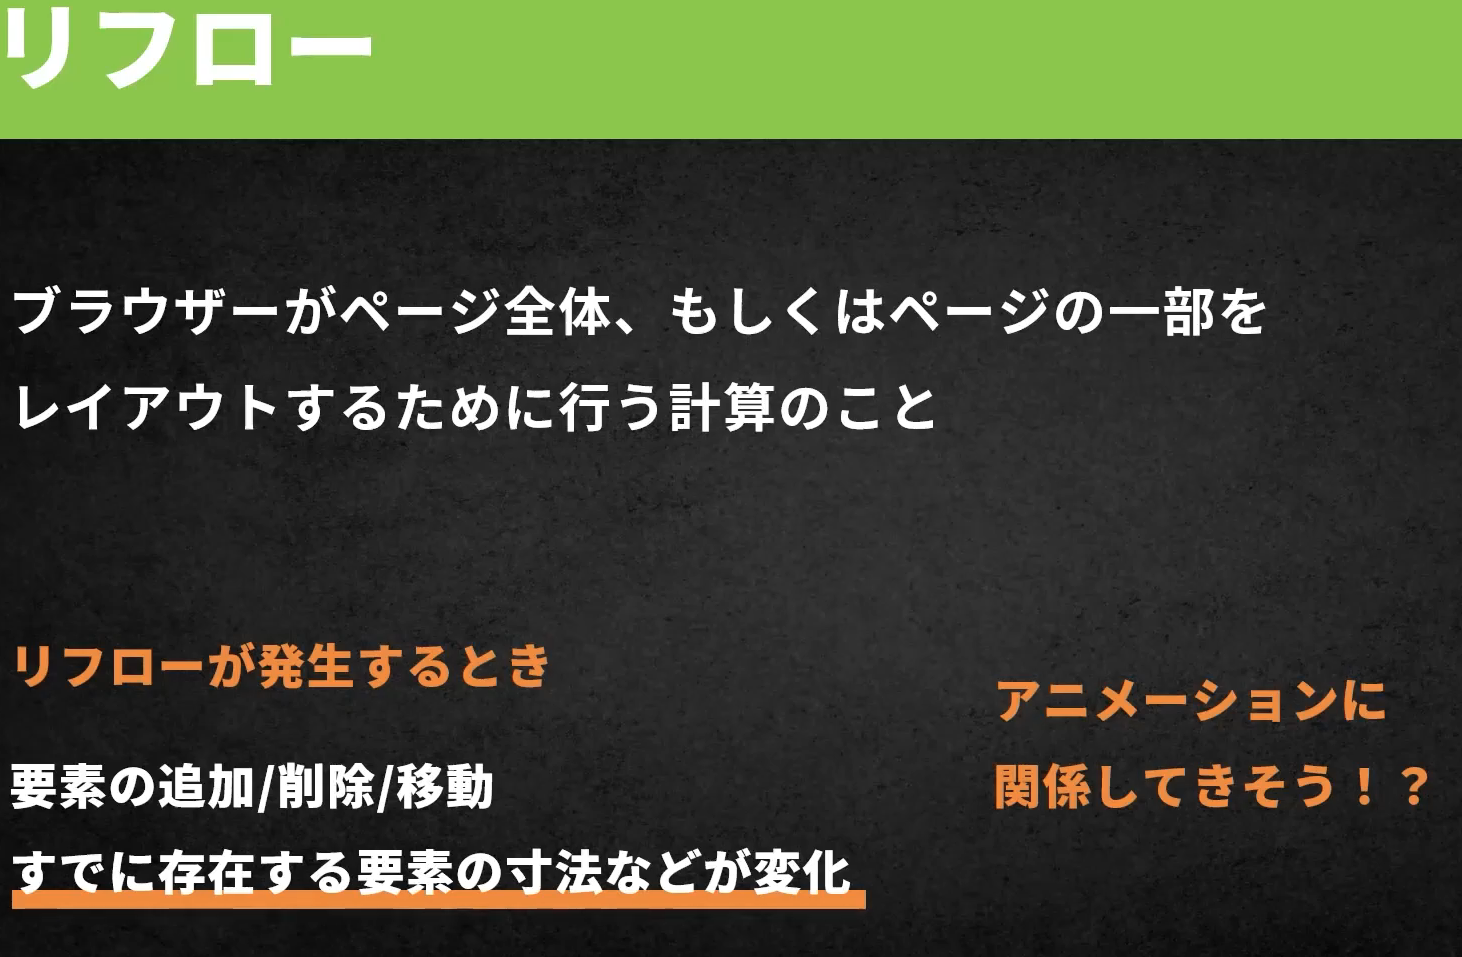 リフロー
ブラウザーがページ全体、もしくはページの一部を
レイアウトするために行う計算のこと
リフローが発生するとき
要素の追加/削除/移動
すでに存在する要素の寸法などが変化
アニメーションに
関係してきそう！？